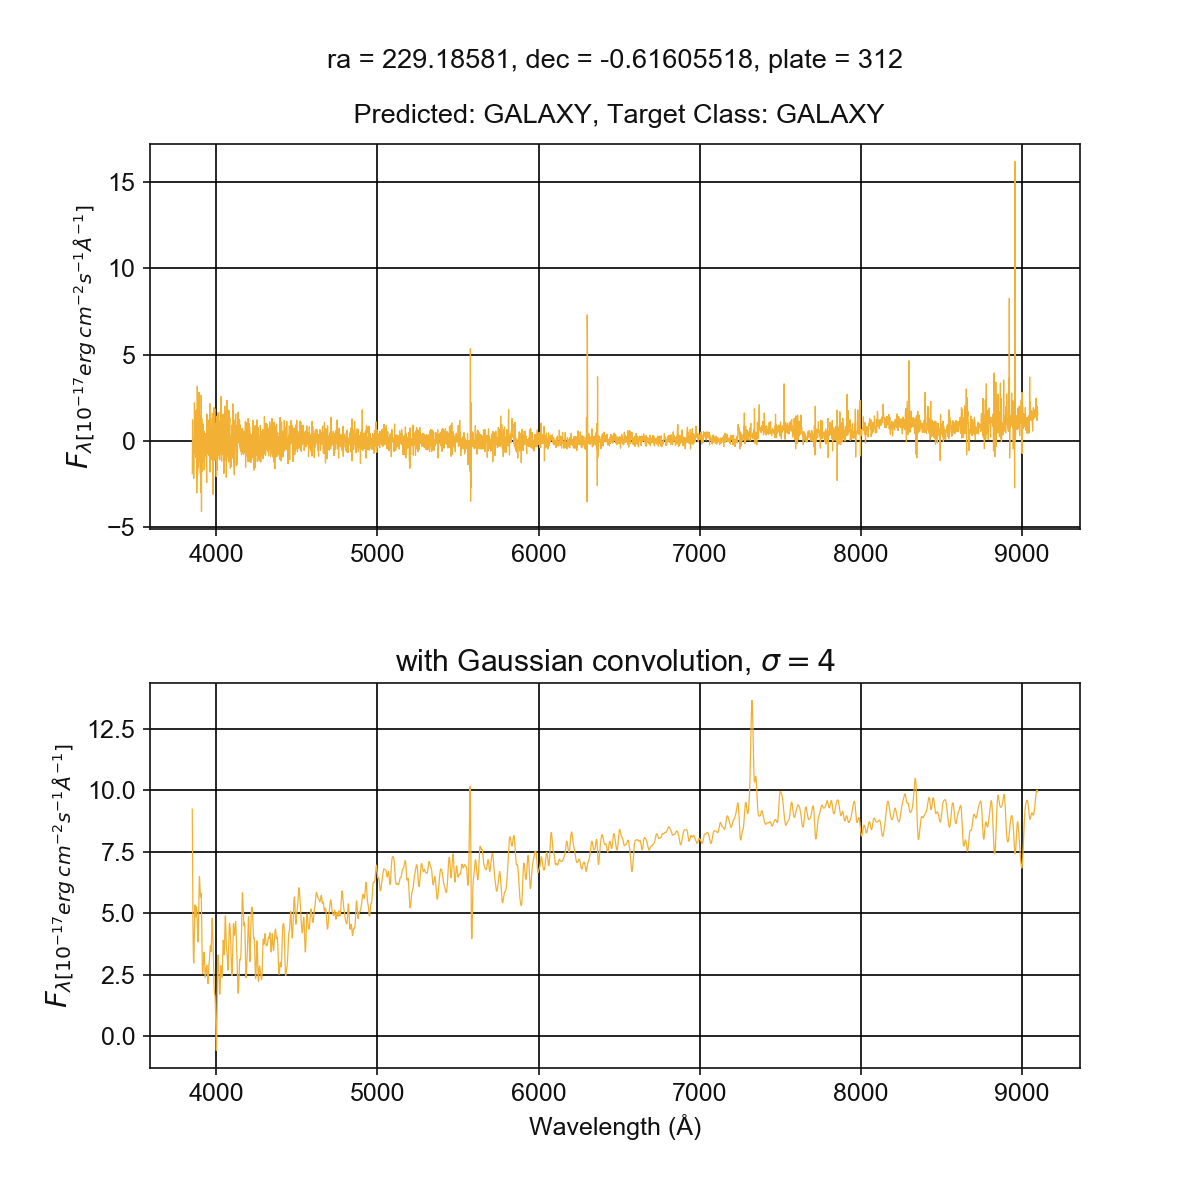 ra = 229.18581, dec = -0.61605518, plate = 312
Predicted: GALAXY, Target Class: GALAXY
F_{λ[10^{−17} erg cm^{−2} s^{−1} Å^{−1}]}
15
10
5
0
−5
4000 5000 6000 7000 8000 9000
with Gaussian convolution, σ = 4
F_{λ[10^{−17} erg cm^{−2} s^{−1} Å^{−1}]}
12.5
10.0
7.5
5.0
2.5
0.0
4000 5000 6000 7000 8000 9000
Wavelength (Å)